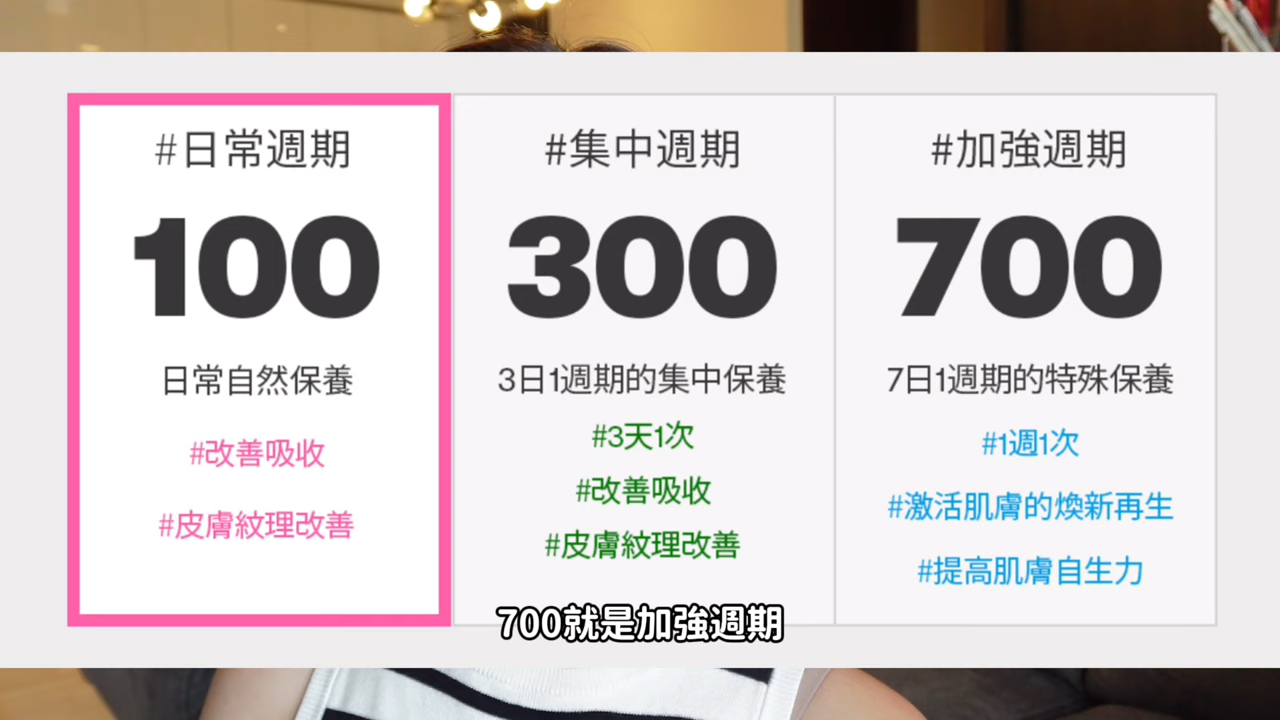 #日常週期
100
日常自然保養
#改善吸收
#皮膚紋理改善
#集中週期
300
3日1週期的集中保養
#3天1次
#改善吸收
#皮膚紋理改善
#加強週期
700
7日1週期的特殊保養
#1週1次
#激活肌膚的煥新再生
#提高肌膚自生力
700就是加強週期